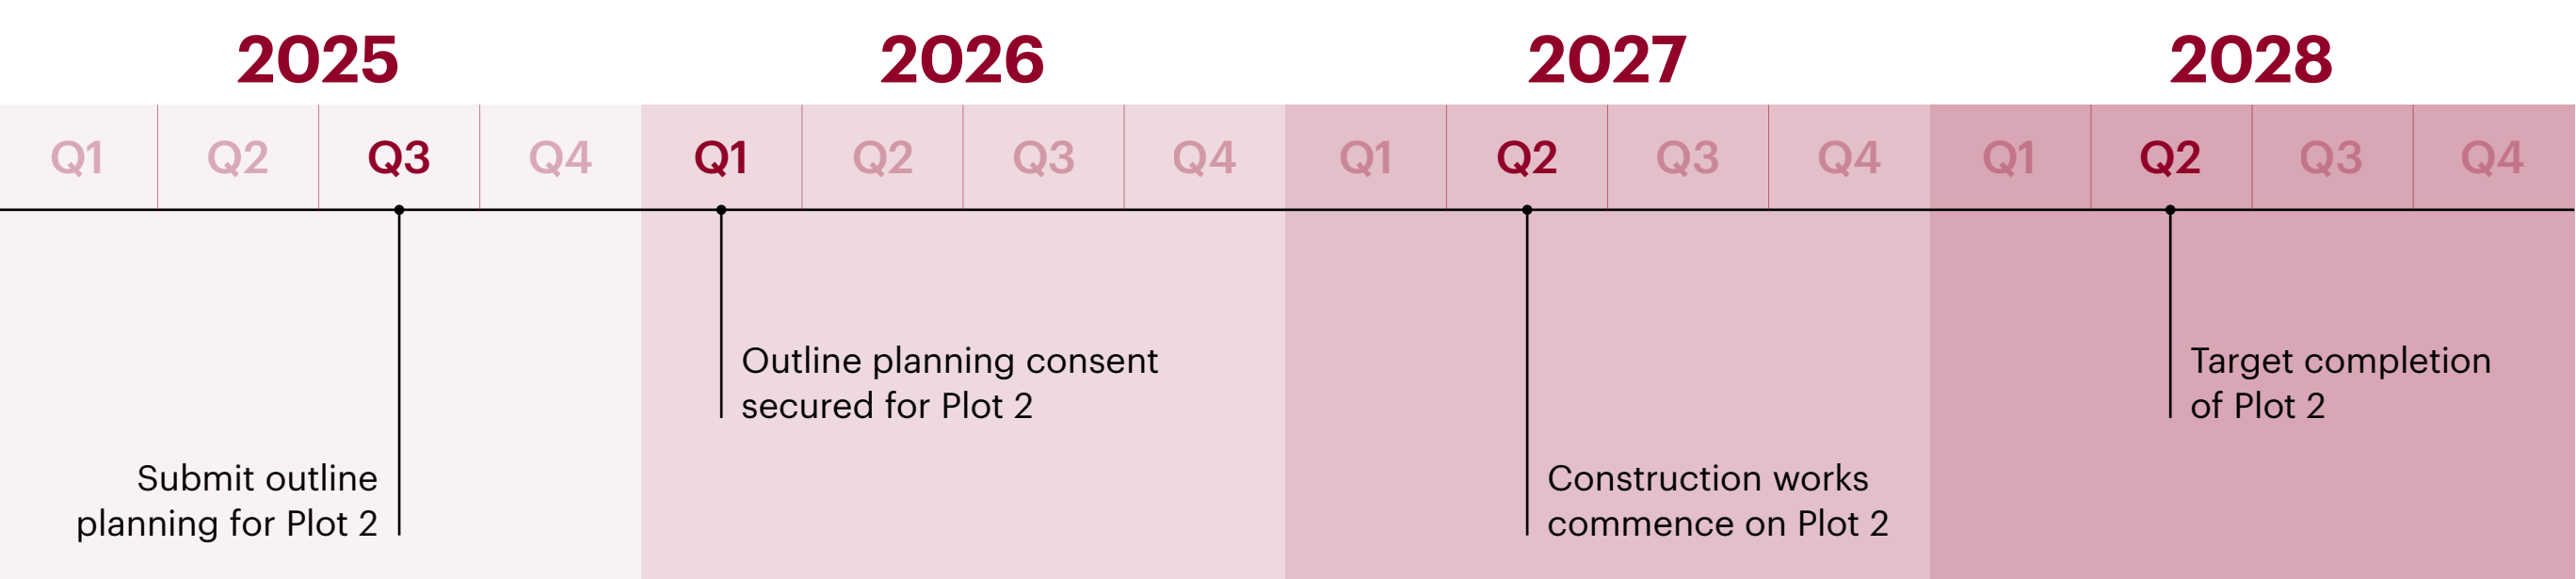 2025
2026
2027
2028
Q1 Q2 Q3 Q4 Q1 Q2 Q3 Q4 Q1 Q2 Q3 Q4 Q1 Q2 Q3 Q4
Submit outline
planning for Plot 2
Outline planning consent
secured for Plot 2
Construction works
commence on Plot 2
Target completion
of Plot 2